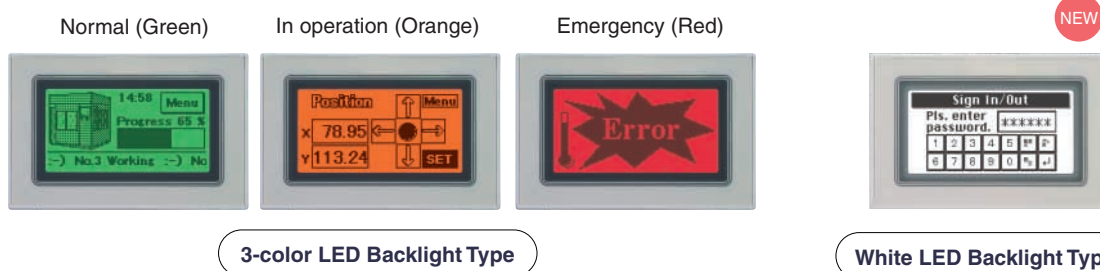 NEW
Normal (Green)
In operation (Orange)
Emergency (Red)
14:58 Menu
Progress 65 %
:-) No.3 Working :-) No
Position Menu
X 78.95
Y 113.24 SET
Error
Sign In/Out
Pls. enter
password. ******
1 2 3 4 5
6 7 8 9 0
3-color LED Backlight Type
White LED Backlight Typ